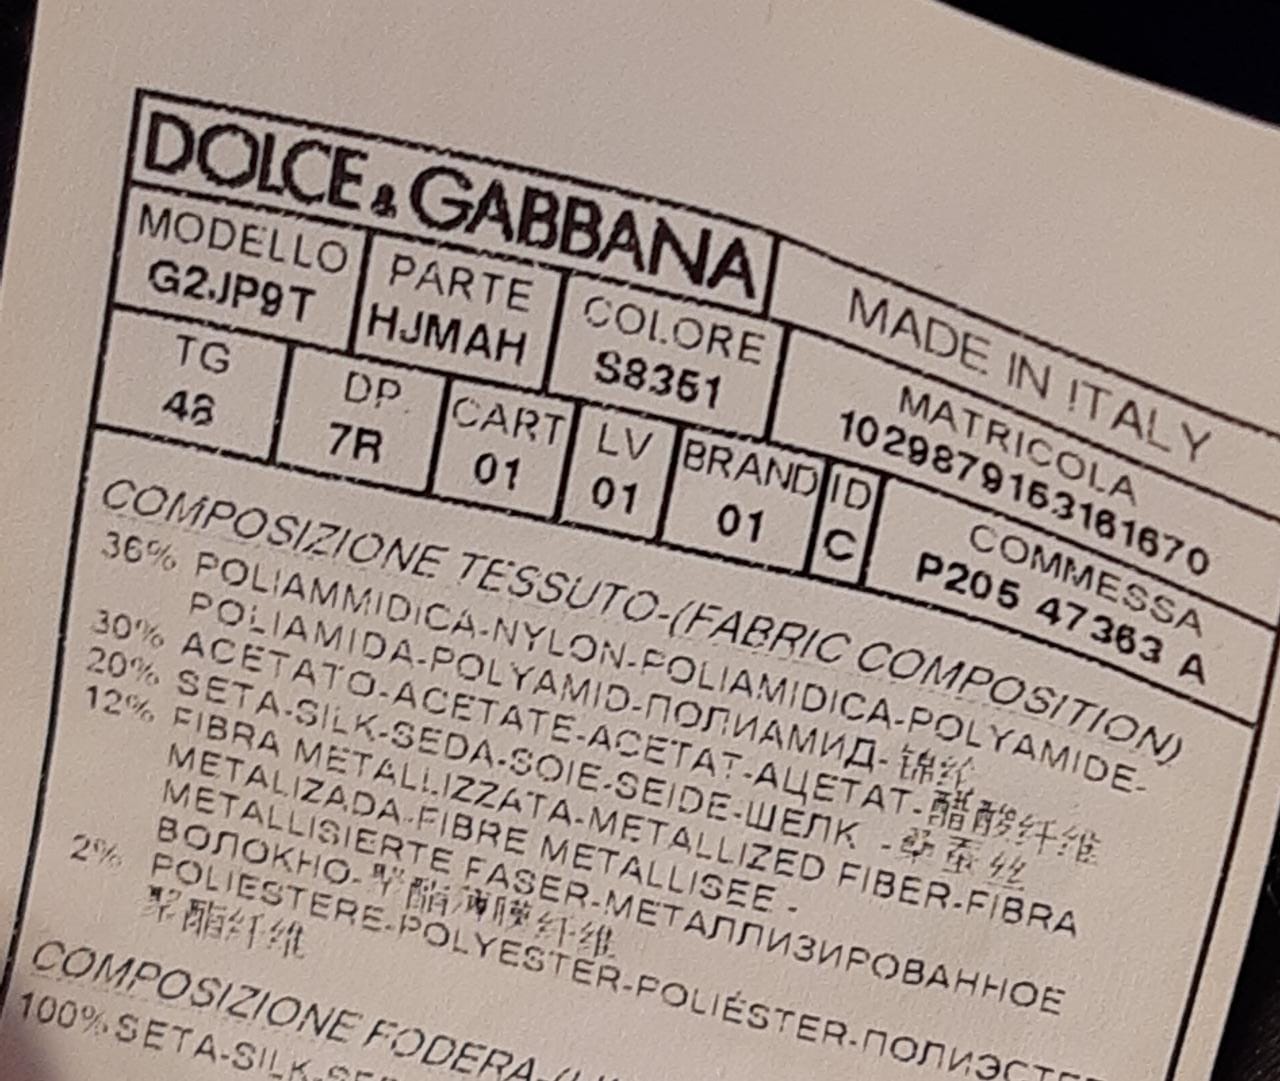 DOLCE & GABBANA
MADE IN ITALY
MODELLO PARTE COLORE MATRICOLA
G2JP9T HJMAH S8351 1029879163161670
TG DP CART LV BRAND ID COMMESSA
48 7R 01 01 01 C P205 47363 A
COMPOSIZIONE TESSUTO-(FABRIC COMPOSITION)
36% POLIAMMIDICA-NYLON-POLIAMIDICA-POLYAMIDE-
POLIAMIDA-POLYAMID-ПОЛИАМИД-锦纶
30% ACETATO-ACETATE-ACETAT-АЦЕТАТ-醋酸纤维
20% SETA-SILK-SEDA-SOIE-SEIDE-ШЕЛК -桑蚕丝
12% FIBRA METALLIZZATA-METALLIZED FIBER-FIBRA
METALIZADA-FIBRE METALLISEE -
METALLISIERTE FASER-МЕТАЛЛИЗИРОВАННОЕ
ВОЛОКНО-聚酯薄膜纤维
2% POLIESTERE-POLYESTER-POLIÉSTER-ПОЛИЭСТЕР
聚酯纤维
COMPOSIZIONE FODERA-(
100% SETA-SILK-SE